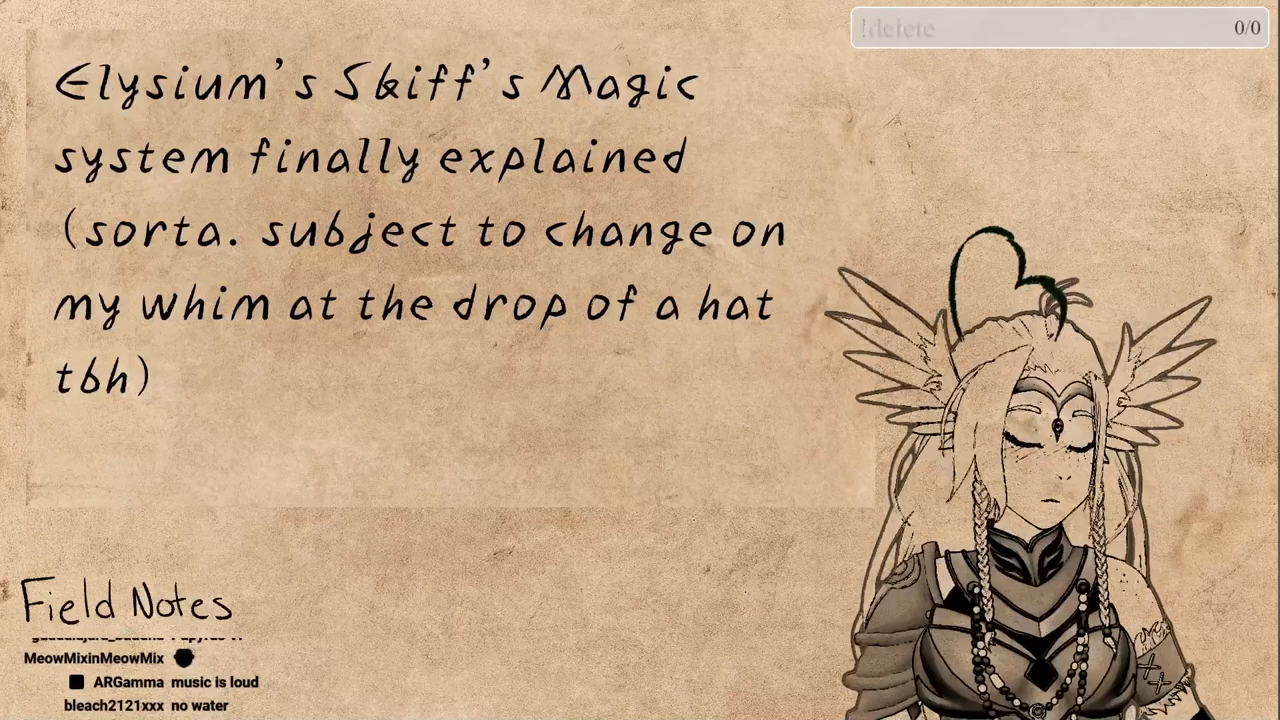 !delete
0/0
Elysium's Skiff's Magic
system finally explained
(sorta. subject to change on
my whim at the drop of a hat
tbh)
Field Notes
MeowMixinMeowMix
ARGamma music is loud
bleach2121xxx no water